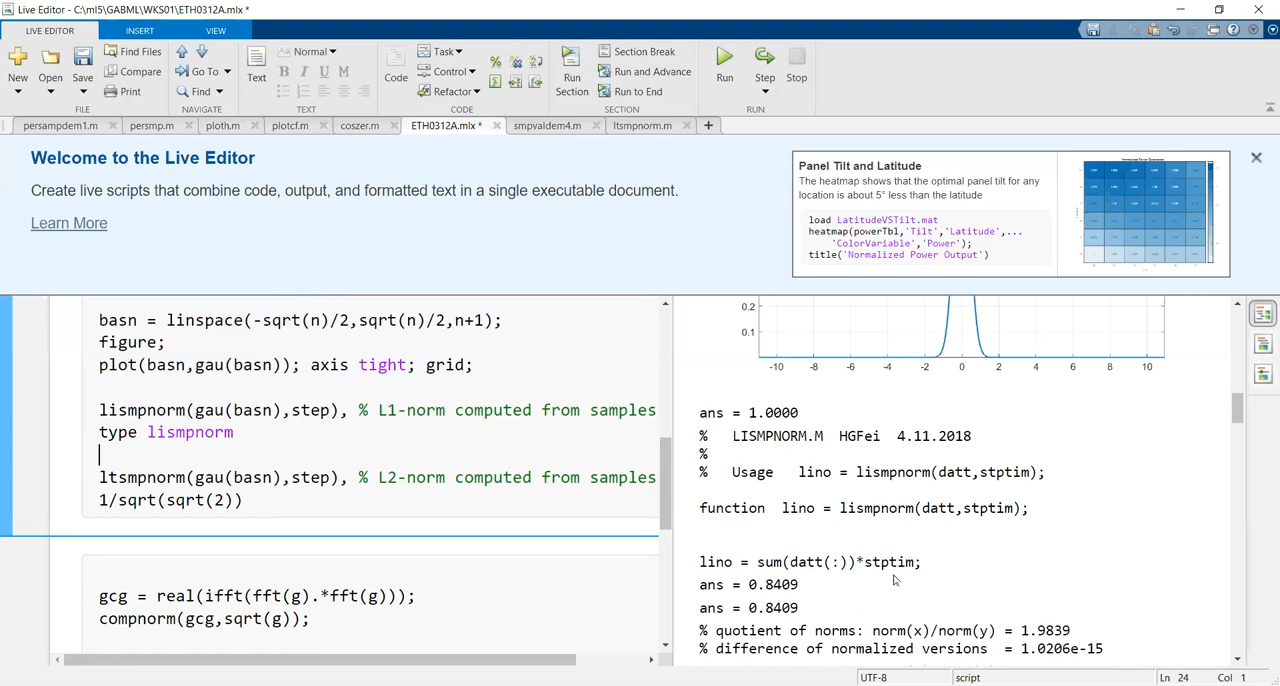 Live Editor - C:\ml5\GABML\WKS01\ETH0312A.mlx *
LIVE EDITOR INSERT VIEW
New Open Save Find Files Compare Print FILE
Go To Find NAVIGATE
Text Normal B I U M TEXT
Code Task Control Refactor CODE
Run Section Section Break Run and Advance Run to End SECTION
Run Step Stop RUN
persampdem1.m persmp.m ploth.m plotcf.m coszer.m ETH0312A.mlx * smpvaldem4.m ltsmpnorm.m
Welcome to the Live Editor
Create live scripts that combine code, output, and formatted text in a single executable document.
Learn More
Panel Tilt and Latitude
The heatmap shows that the optimal panel tilt for any
location is about 5° less than the latitude
load LatitudeVSTilt.mat
heatmap(powerTbl,'Tilt','Latitude',...
'ColorVariable','Power');
title('Normalized Power Output')
basn = linspace(-sqrt(n)/2,sqrt(n)/2,n+1);
figure;
plot(basn,gau(basn)); axis tight; grid;
lismpnorm(gau(basn),step), % L1-norm computed from samples
type lismpnorm
ltsmpnorm(gau(basn),step), % L2-norm computed from samples
1/sqrt(sqrt(2))
gcg = real(ifft(fft(g).*fft(g)));
compnorm(gcg,sqrt(g));
0.2
0.1
-10 -8 -6 -4 -2 0 2 4 6 8 10
ans = 1.0000
% LISMPNORM.M HGFei 4.11.2018
%
% Usage lino = lismpnorm(datt,stptim);
function lino = lismpnorm(datt,stptim);
lino = sum(datt(:))*stptim;
ans = 0.8409
ans = 0.8409
% quotient of norms: norm(x)/norm(y) = 1.9839
% difference of normalized versions = 1.0206e-15
UTF-8 script Ln 24 Col 1